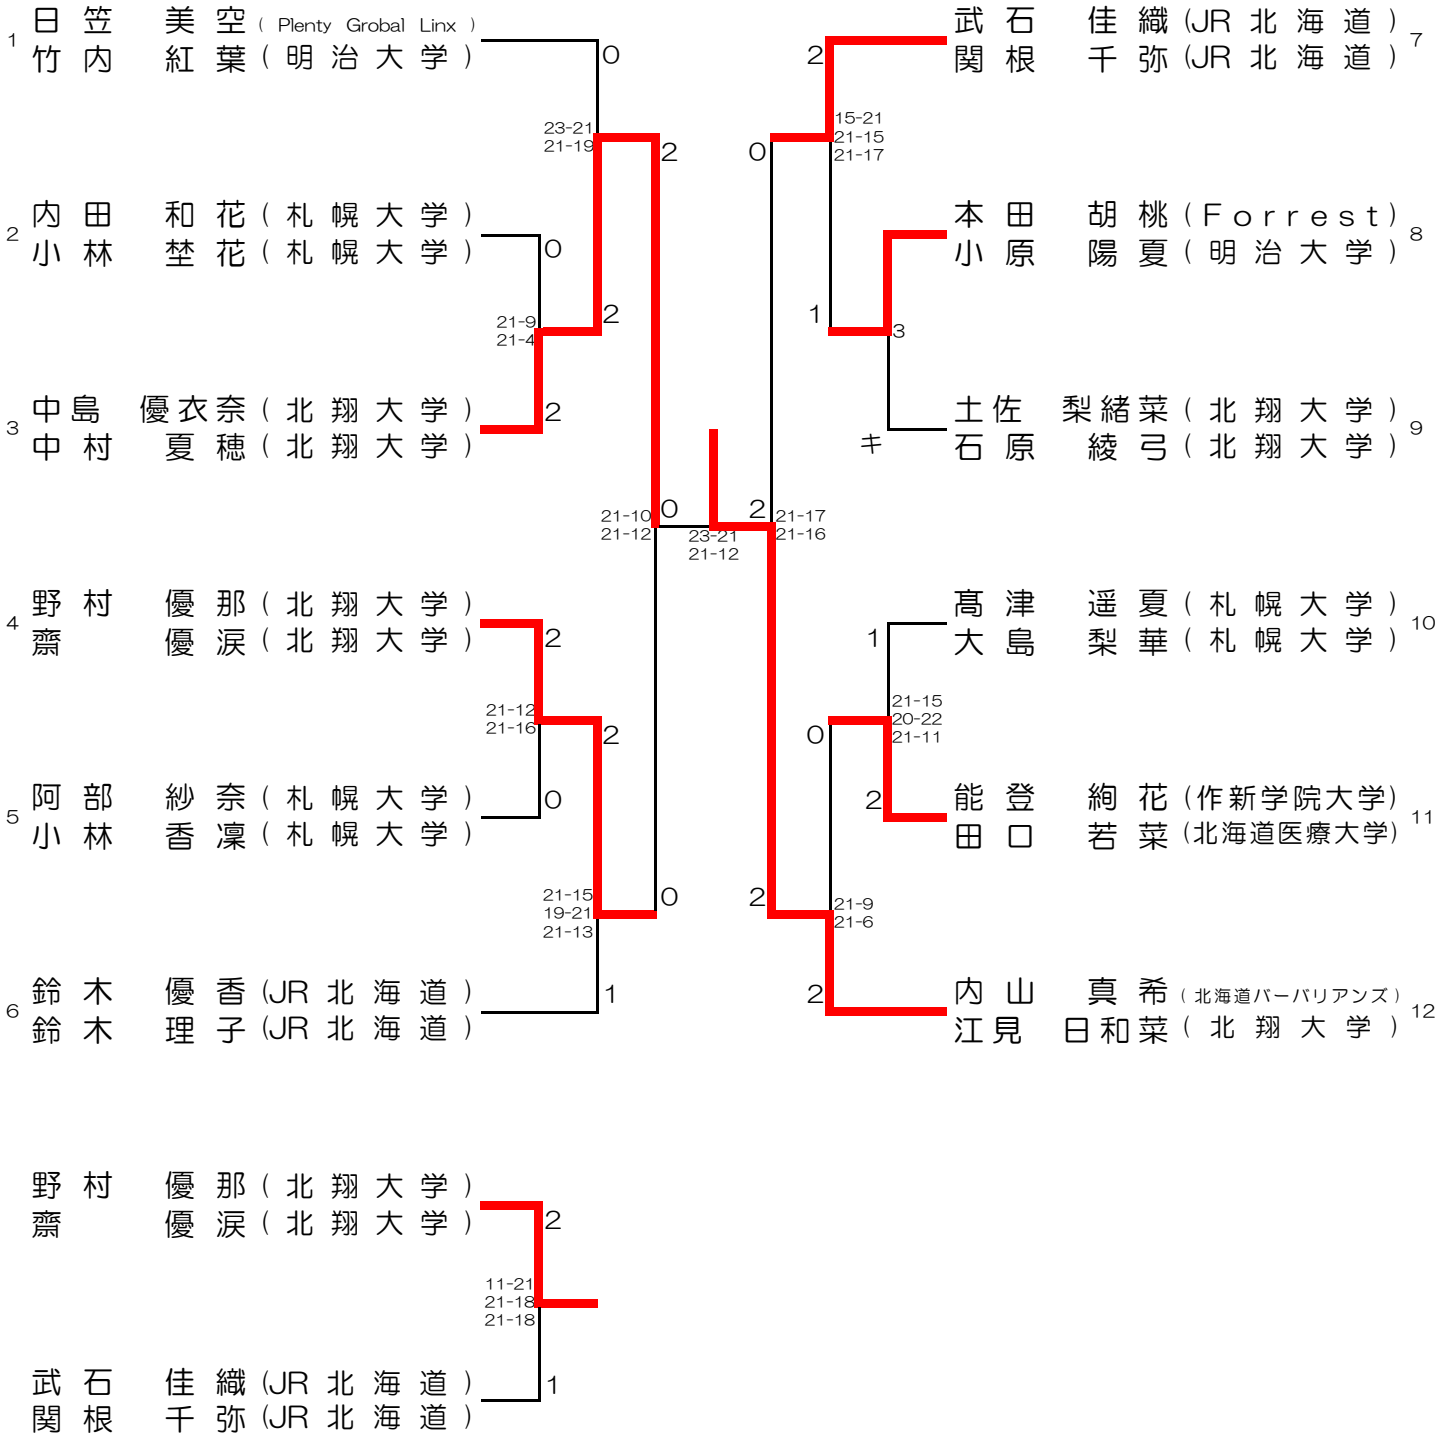 1
日笠 美空 ( Plenty Grobal Linx )
竹内 紅葉 ( 明治大学 )
0
23-21
21-19
2
2
内田 和花 ( 札幌大学 )
小林 埜花 ( 札幌大学 )
0
21-9
21-4
2
3
中島 優衣奈 ( 北翔大学 )
中村 夏穂 ( 北翔大学 )
2
21-10
21-12
0
4
野村 優那 ( 北翔大学 )
齋 優涙 ( 北翔大学 )
2
21-12
21-16
2
5
阿部 紗奈 ( 札幌大学 )
小林 香凜 ( 札幌大学 )
0
21-15
19-21
21-13
0
6
鈴木 優香 (JR北海道)
鈴木 理子 (JR北海道)
1
23-21
21-12
武石 佳織 (JR北海道)
関根 千弥 (JR北海道)
7
2
15-21
21-15
21-17
0
本田 胡桃 (Forrest)
小原 陽夏 ( 明治大学 )
8
1
3
土佐 梨緒菜 ( 北翔大学 )
石原 綾弓 ( 北翔大学 )
9
キ
2
21-17
21-16
髙津 遥夏 ( 札幌大学 )
大島 梨華 ( 札幌大学 )
10
1
21-15
20-22
21-11
0
能登 絢花 (作新学院大学)
田口 若菜 (北海道医療大学)
11
2
2
21-9
21-6
内山 真希 ( 北海道バーバリアンズ )
江見 日和菜 ( 北翔大学 )
12
2
野村 優那 ( 北翔大学 )
齋 優涙 ( 北翔大学 )
2
11-21
21-18
21-18
武石 佳織 (JR北海道)
関根 千弥 (JR北海道)
1